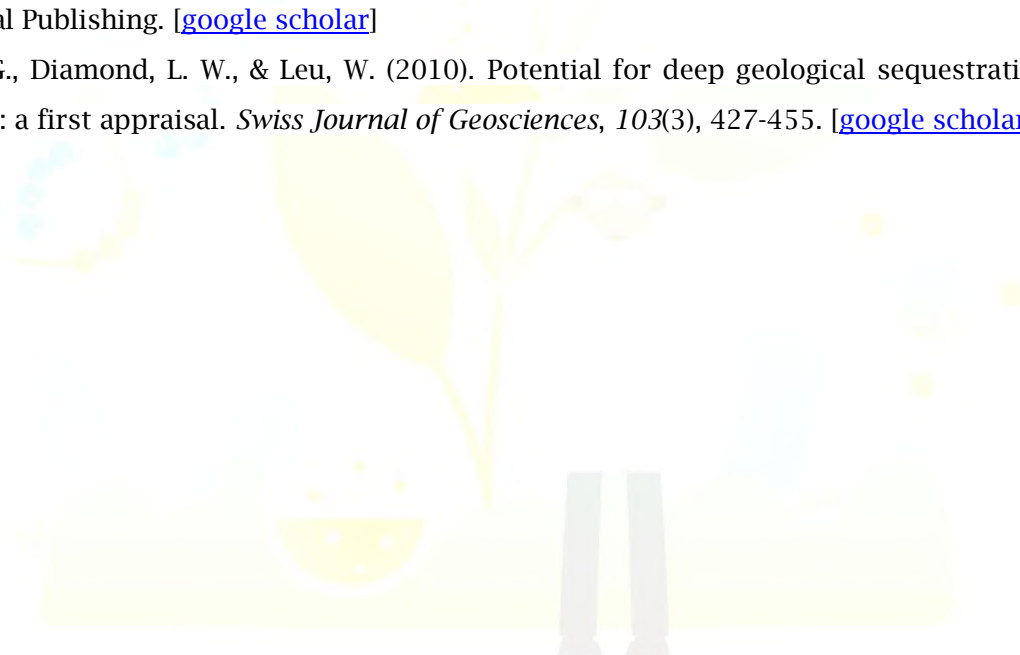 al Publishing. [google scholar]
G., Diamond, L. W., & Leu, W. (2010). Potential for deep geological sequestrati
: a first appraisal. Swiss Journal of Geosciences, 103(3), 427-455. [google scholar